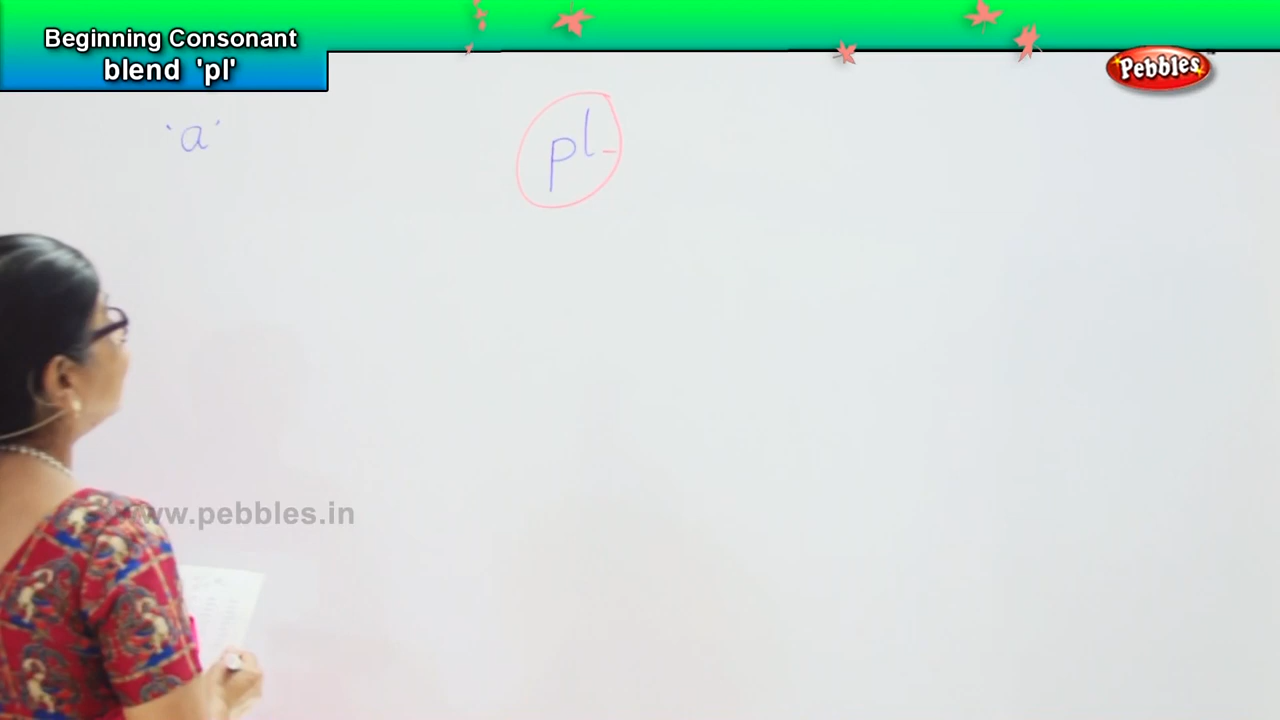 Beginning Consonant
blend 'pl'
Pebbles
'a'
pl-
www.pebbles.in